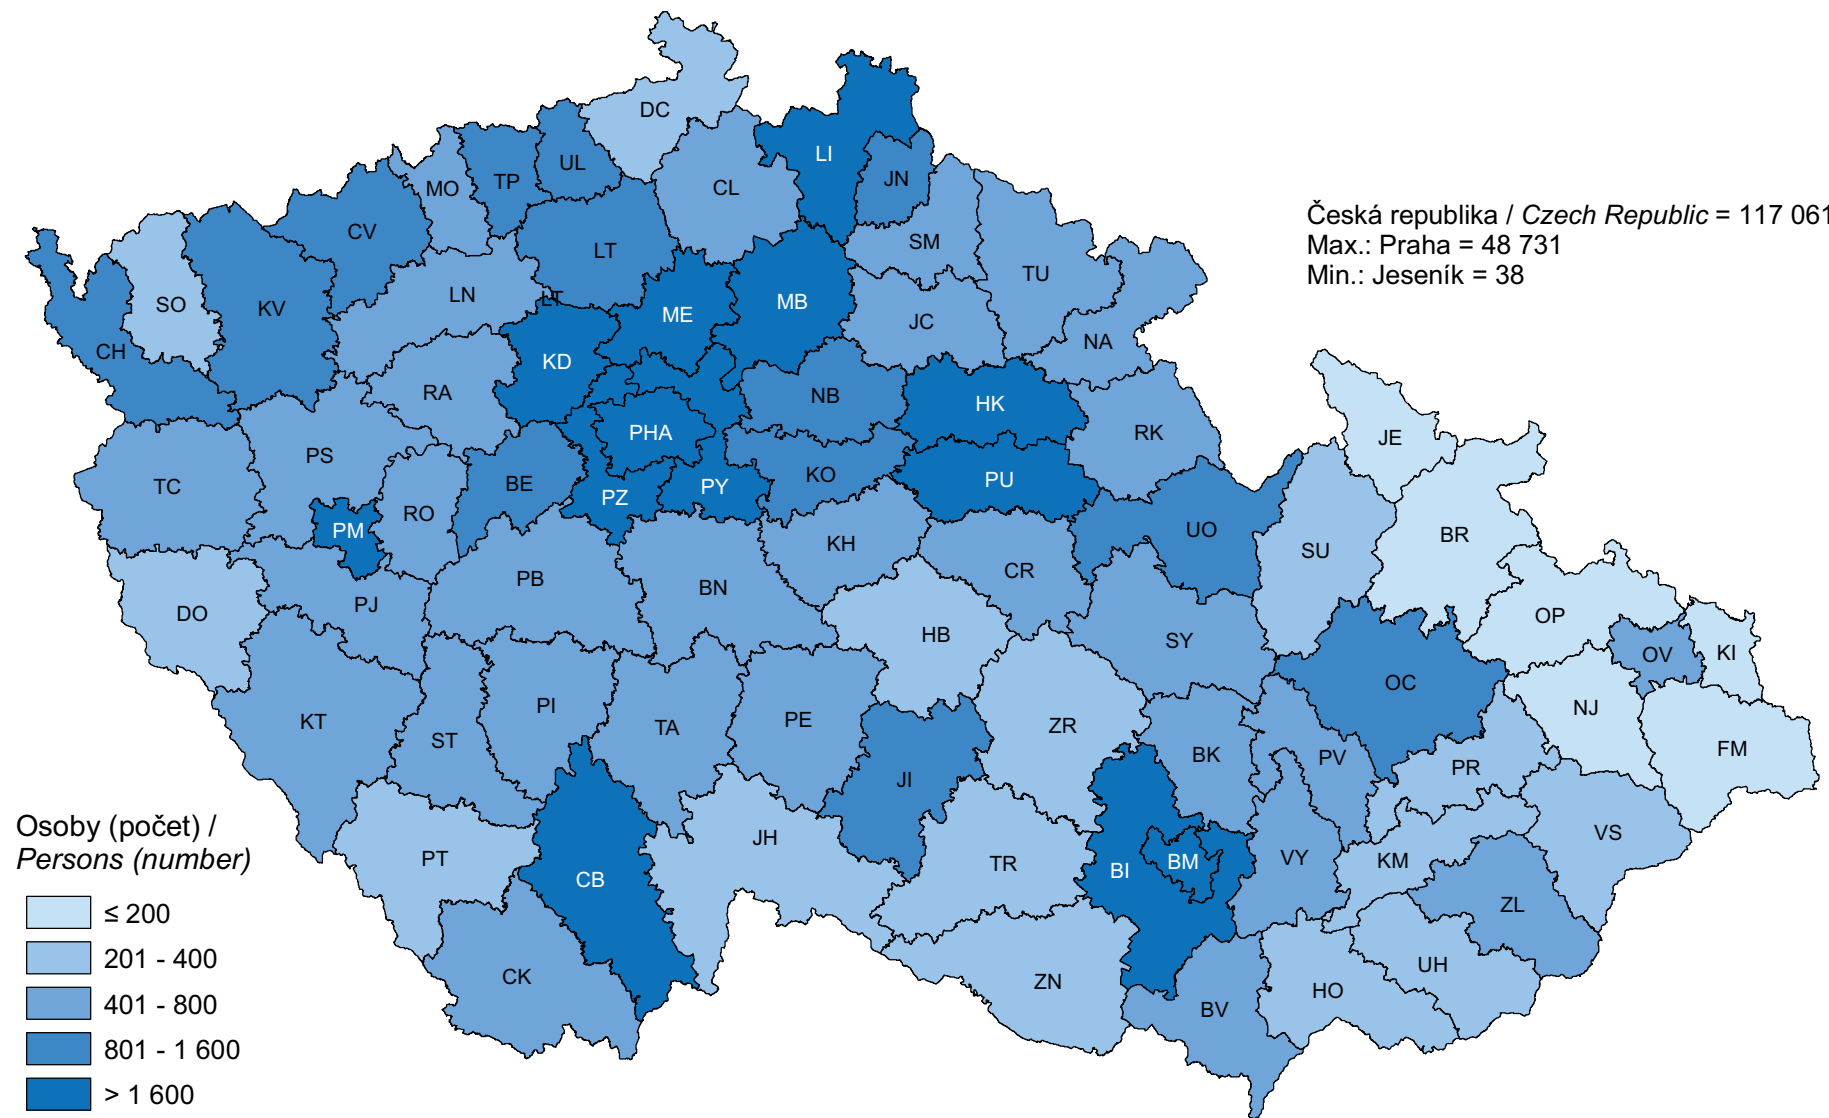 DC
LI
UL
JN
TP
MO
CL
CV
Česká republika / Czech Republic = 117 061
SM
LT
Max.: Praha = 48 731
TU
Min.: Jeseník = 38
SO
KV
LN
LT
ME
MB
JC
NA
CH
KD
RA
NB
HK
PHA
RK
JE
PS
TC
BE
KO
PU
PZ
PY
RO
PM
UO
BR
KH
SU
CR
PB
BN
PJ
DO
HB
SY
OP
OV
KI
OC
KT
PI
ST
TA
PE
ZR
NJ
BK
PV
FM
JI
PR
Osoby (počet) /
Persons (number)
PT
JH
TR
CB
BI
BM
VY
KM
VS
ZL
≤ 200
201 - 400
UH
CK
ZN
HO
401 - 800
BV
801 - 1 600
> 1 600